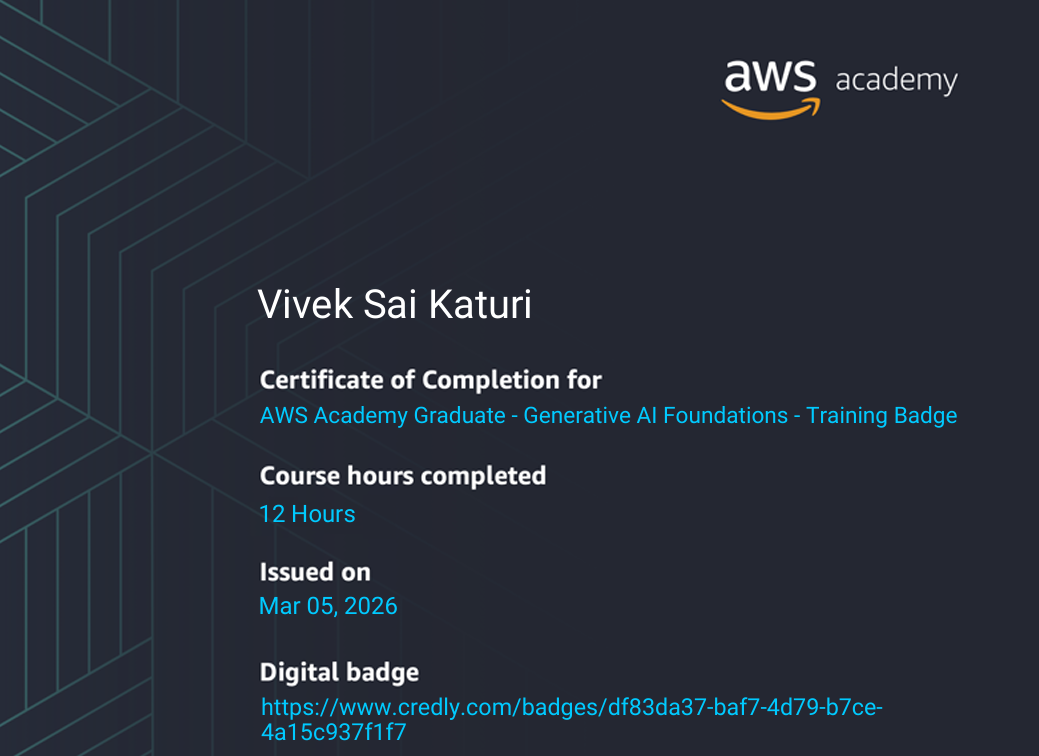 aws academy
Vivek Sai Katuri
Certificate of Completion for
AWS Academy Graduate - Generative AI Foundations - Training Badge
Course hours completed
12 Hours
Issued on
Mar 05, 2026
Digital badge
https://www.credly.com/badges/df83da37-baf7-4d79-b7ce-
4a15c937f1f7